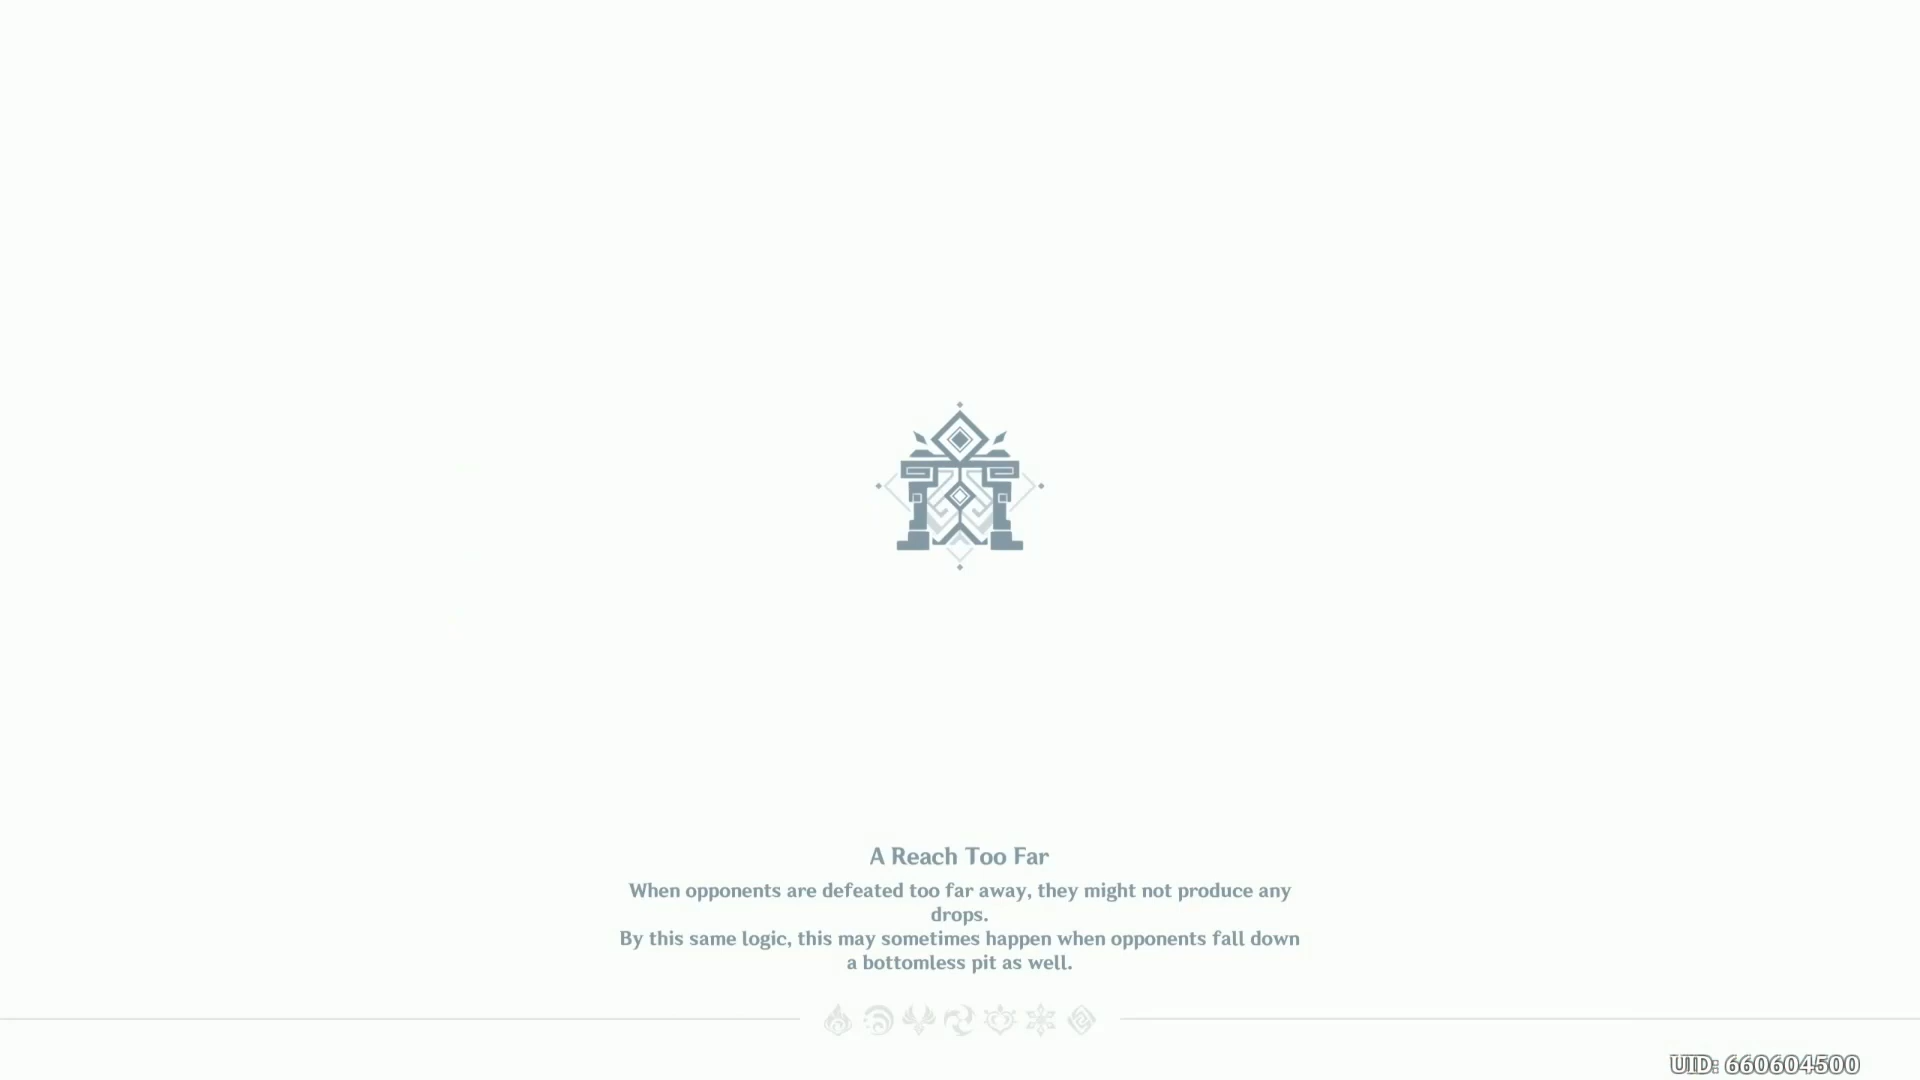 A Reach Too Far
When opponents are defeated too far away, they might not produce any
drops.
By this same logic, this may sometimes happen when opponents fall down
a bottomless pit as well.
UID: 660604500